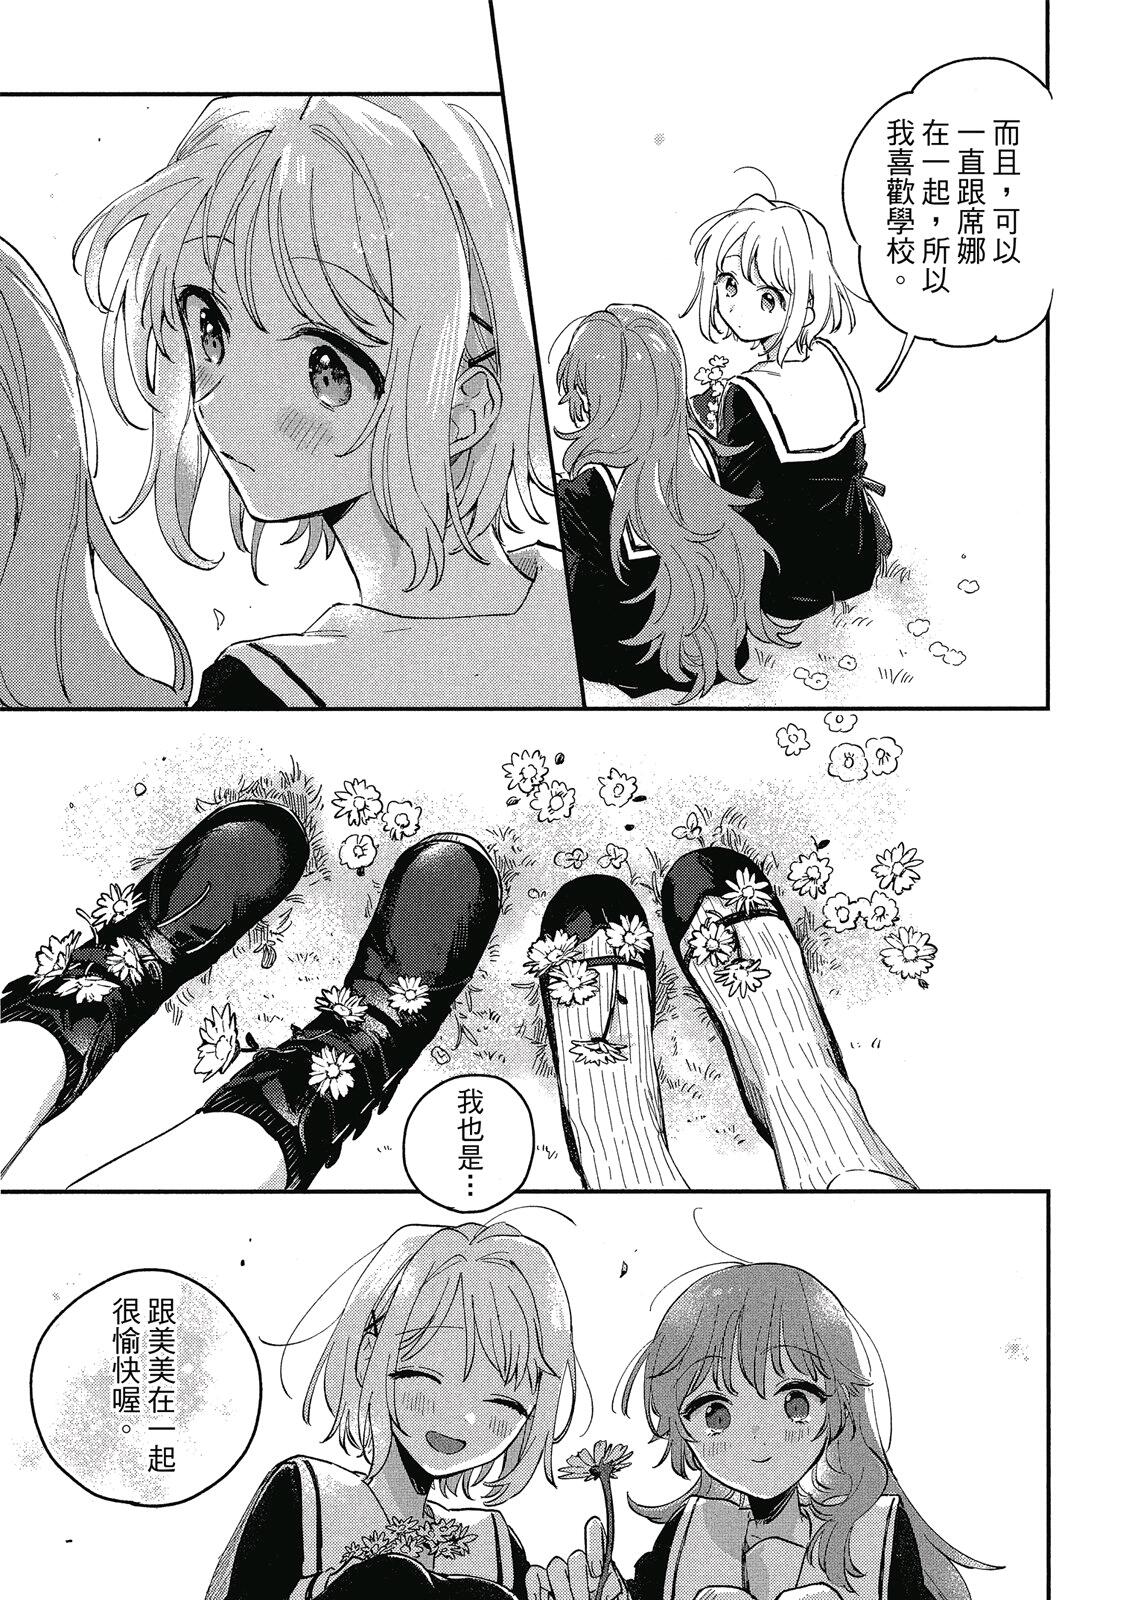 而且，可以
一直跟席娜
在一起，所以
我喜歡學校。
我也是…
跟美美在一起
很愉快喔。